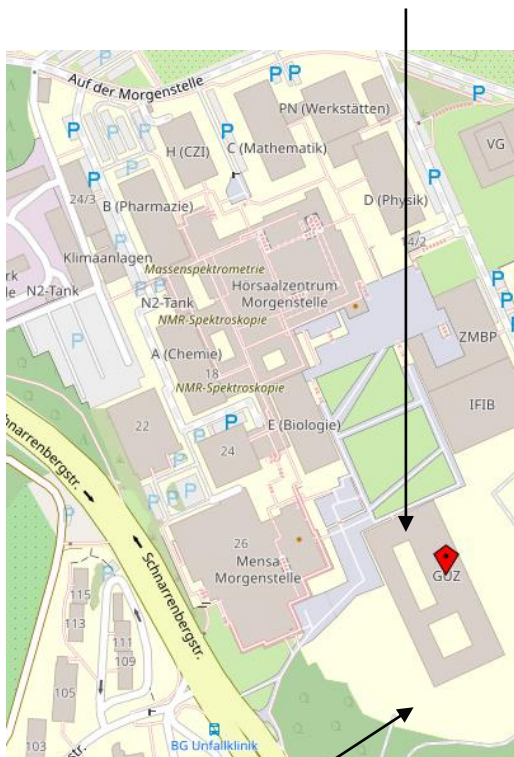 Auf der Morgenstelle
P
P
PN (Werkstätten)
P
P
P
H (CZI)
C (Mathematik)
VG
P
P
24/3
B (Pharmazie)
D (Physik)
14/2
Klimaanlagen
Massenspektrometrie
P
N2-Tank
N2-Tank
Hörsaalzentrum
Morgenstelle
P
NMR-Spektroskopie
ZMBP
A (Chemie)
18
NMR-Spektroskopie
IFIB
22
P
E (Biologie)
24
P
P
P
Schnarrenbergstr.
26
Mensa
Morgenstelle
GUZ
P
115
113
111
109
105
103
BG Unfallklinik